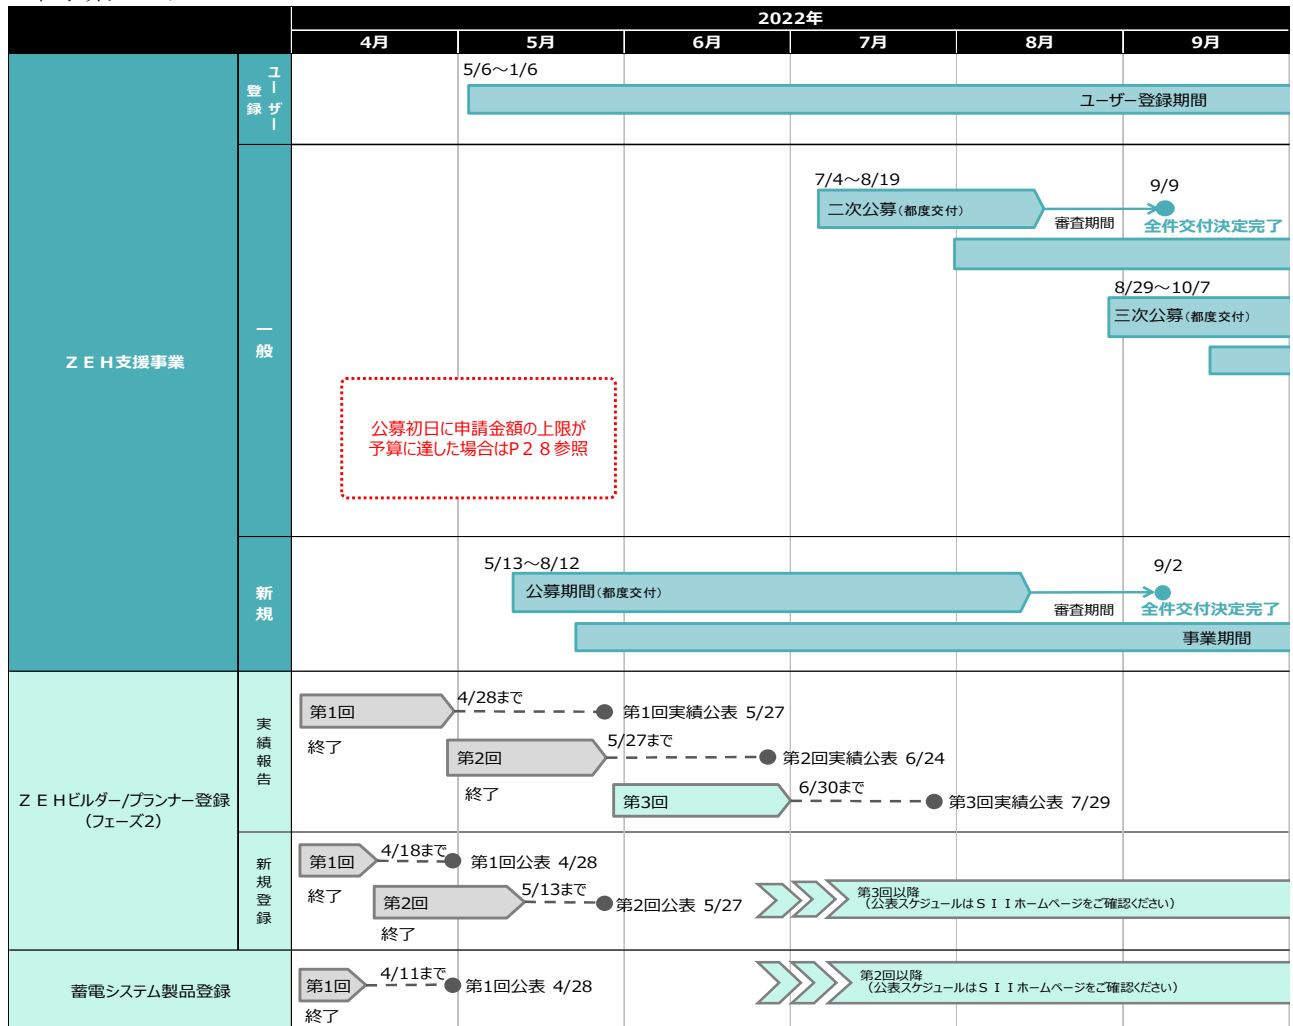 2022年
4月
5月
6月
7月
8月
9月
ZEH支援事業
ユーザー
登録
5/6～1/6
ユーザー登録期間
一般
7/4～8/19
二次公募(都度交付)
審査期間
9/9
全件交付決定完了
8/29～10/7
三次公募(都度交付)
公募初日に申請金額の上限が
予算に達した場合はP28参照
新規
5/13～8/12
公募期間(都度交付)
審査期間
9/2
全件交付決定完了
事業期間
ZEHビルダー/プランナー登録
（フェーズ2）
実績報告
第1回
4/28まで
第1回実績公表 5/27
終了
第2回
5/27まで
第2回実績公表 6/24
終了
第3回
6/30まで
第3回実績公表 7/29
新規登録
第1回
4/18まで
第1回公表 4/28
終了
第2回
5/13まで
第2回公表 5/27
終了
第3回以降
（公表スケジュールはＳＩＩホームページをご確認ください）
蓄電システム製品登録
第1回
4/11まで
第1回公表 4/28
終了
第2回以降
（公表スケジュールはＳＩＩホームページをご確認ください）